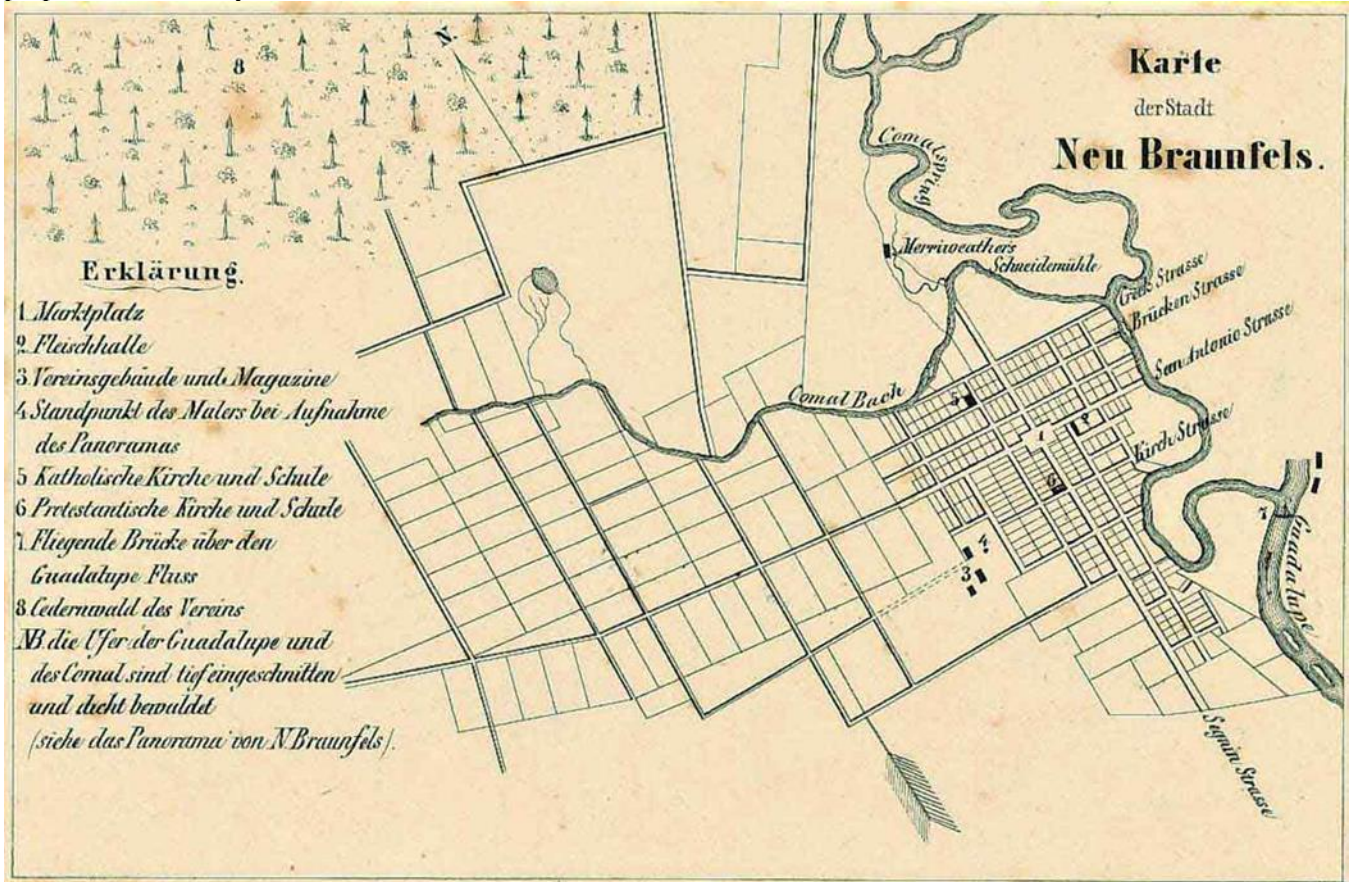 Karte
der Stadt
Neu Braunfels.
N.
8
Erklärung.
1 Marktplatz
2 Fleischhalle
3 Vereinsgebäude und Magazine
4 Standpunkt des Malers bei Aufnahme
des Panoramas
5 Katholische Kirche und Schule
6 Protestantische Kirche und Schule
7 Fliegende Brücke über den
Guadalupe Fluss
8 Cedernwald des Vereins
NB. die Ufer der Guadalupe und
des Comal sind tief eingeschnitten
und dicht bewaldet
(siehe das Panorama von N Braunfels).
Comal spring
Merriweather's
Schneidemühle
Creek Strasse
Brücken Strasse
San Antonio Strasse
Kirch Strasse
Comal Bach
5
1
2
6
4
3
7
Guadalupe
Seguin Strasse